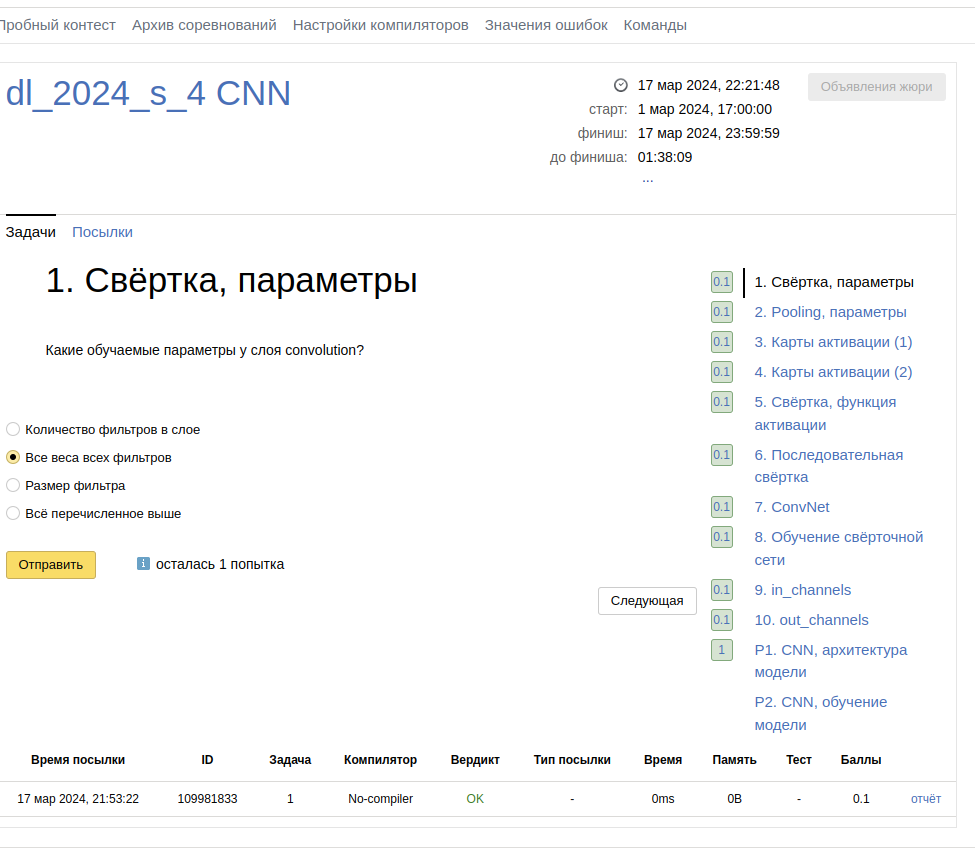 Пробный контест Архив соревнований Настройки компиляторов Значения ошибок Команды
dl_2024_s_4 CNN
17 мар 2024, 22:21:48
Объявления жюри
старт: 1 мар 2024, 17:00:00
финиш: 17 мар 2024, 23:59:59
до финиша: 01:38:09
...
Задачи Посылки
1. Свёртка, параметры
Какие обучаемые параметры у слоя convolution?
Количество фильтров в слое
Все веса всех фильтров
Размер фильтра
Всё перечисленное выше
Отправить
i осталась 1 попытка
Следующая
0.1 1. Свёртка, параметры
0.1 2. Pooling, параметры
0.1 3. Карты активации (1)
0.1 4. Карты активации (2)
0.1 5. Свёртка, функция
активации
0.1 6. Последовательная
свёртка
0.1 7. ConvNet
0.1 8. Обучение свёрточной
сети
0.1 9. in_channels
0.1 10. out_channels
1 P1. CNN, архитектура
модели
P2. CNN, обучение
модели
Время посылки ID Задача Компилятор Вердикт Тип посылки Время Память Тест Баллы
17 мар 2024, 21:53:22 109981833 1 No-compiler OK - 0ms 0B - 0.1 отчёт